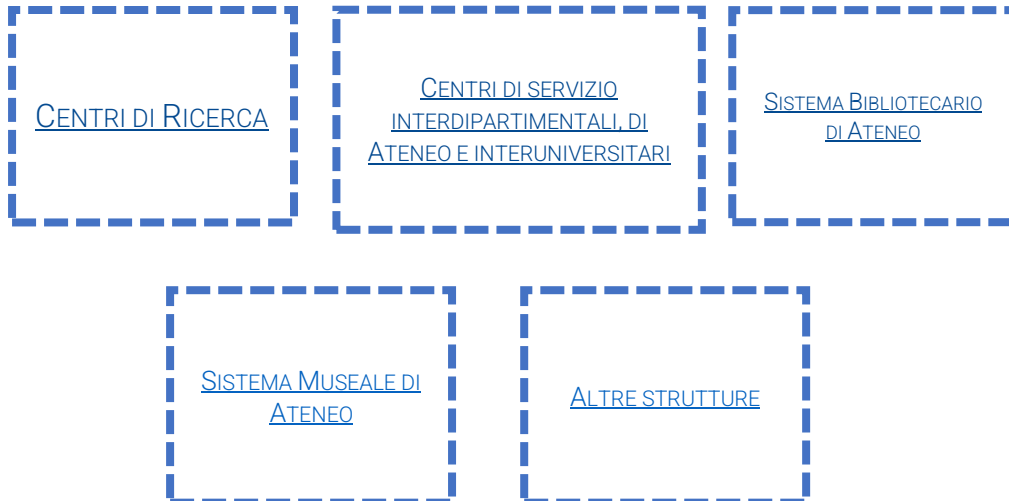 CENTRI DI RICERCA
CENTRI DI SERVIZIO
INTERDIPARTIMENTALI, DI
ATENEO E INTERUNIVERSITARI
SISTEMA BIBLIOTECARIO
DI ATENEO
SISTEMA MUSEALE DI
ATENEO
ALTRE STRUTTURE